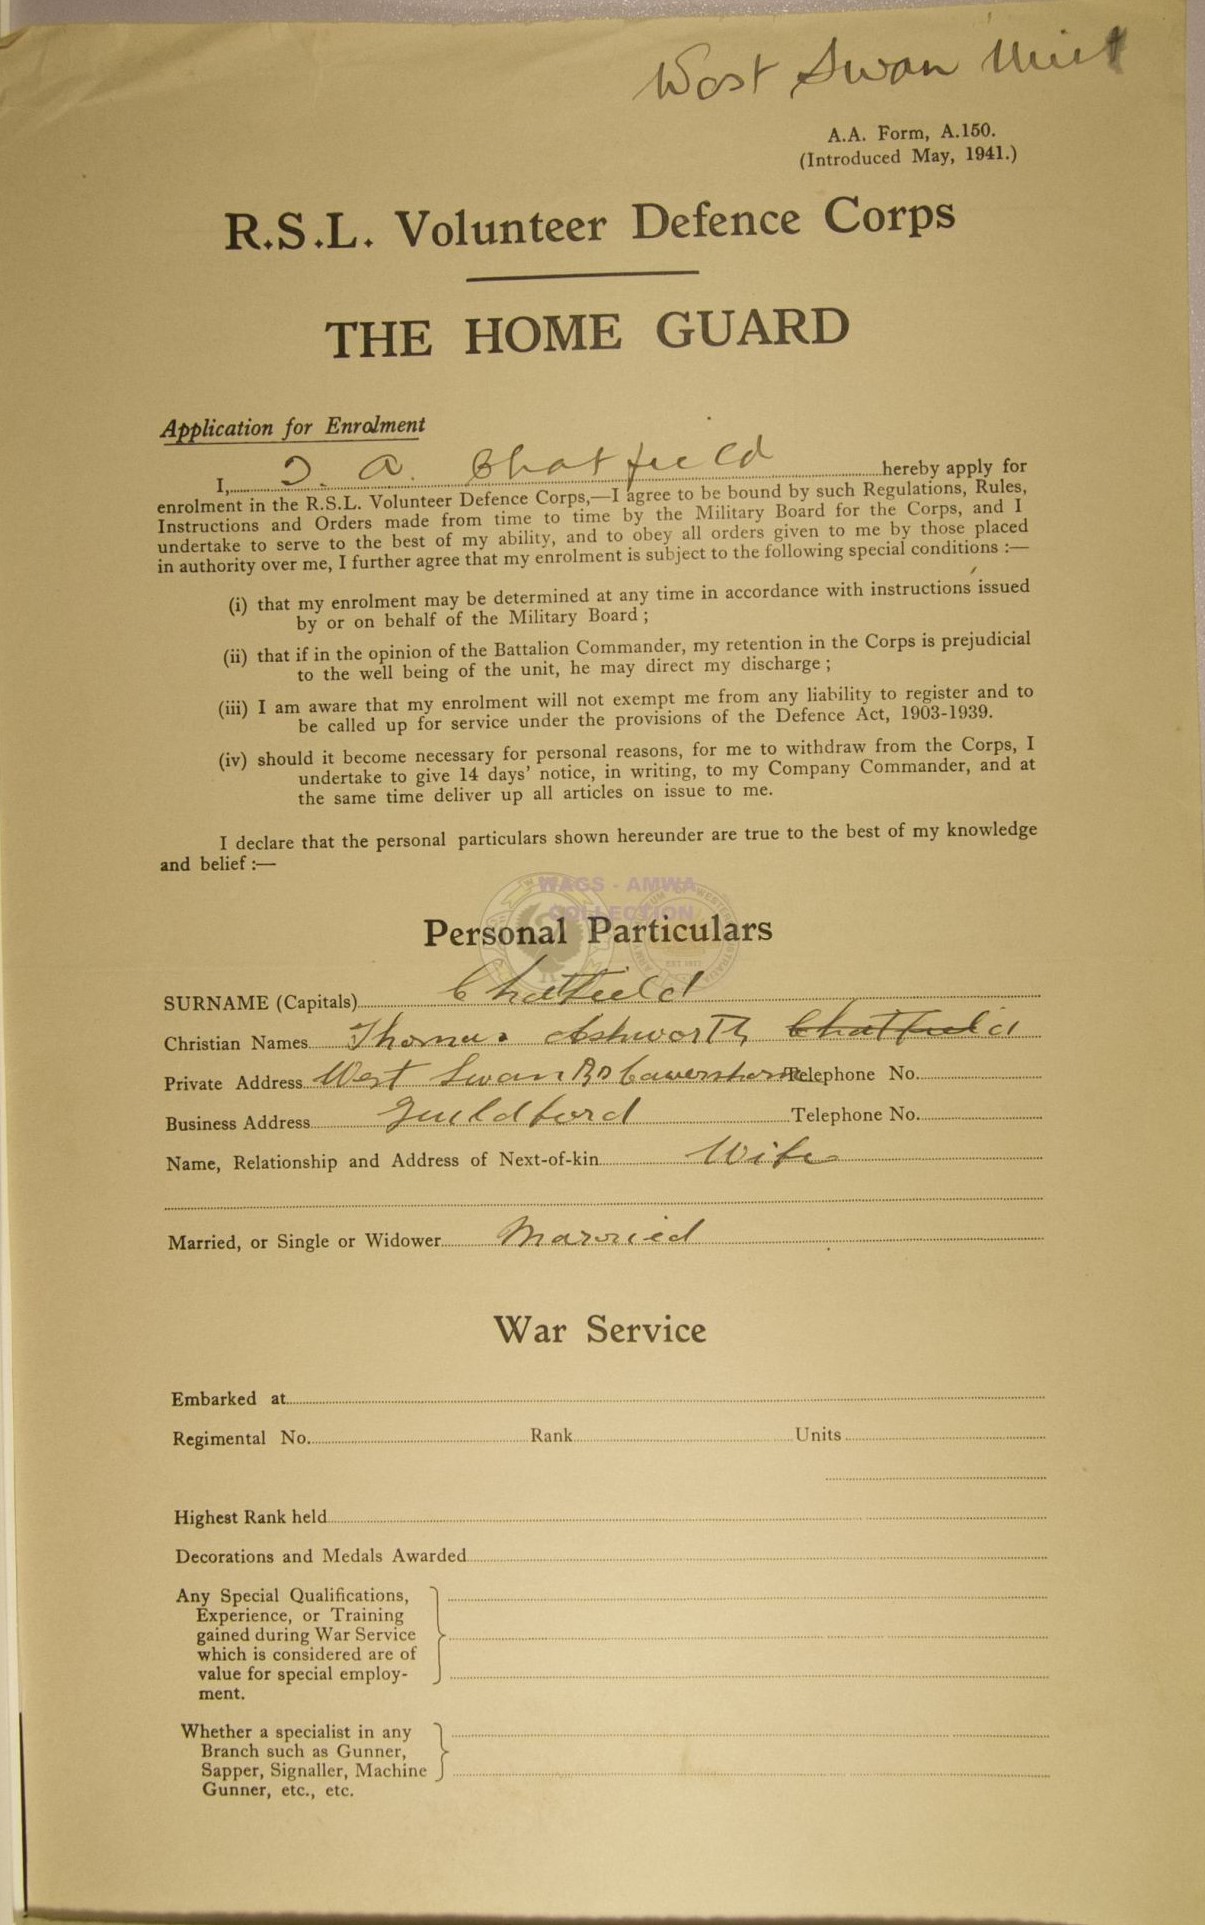 West Swan Unit
A.A. Form, A.150.
(Introduced May, 1941.)
R.S.L. Volunteer Defence Corps
THE HOME GUARD
Application for Enrolment
I, T. A. Chatfield hereby apply for
enrolment in the R.S.L. Volunteer Defence Corps,—I agree to be bound by such Regulations, Rules,
Instructions and Orders made from time to time by the Military Board for the Corps, and I
undertake to serve to the best of my ability, and to obey all orders given to me by those placed
in authority over me, I further agree that my enrolment is subject to the following special conditions :—
(i) that my enrolment may be determined at any time in accordance with instructions issued
by or on behalf of the Military Board ;
(ii) that if in the opinion of the Battalion Commander, my retention in the Corps is prejudicial
to the well being of the unit, he may direct my discharge ;
(iii) I am aware that my enrolment will not exempt me from any liability to register and to
be called up for service under the provisions of the Defence Act, 1903-1939.
(iv) should it become necessary for personal reasons, for me to withdraw from the Corps, I
undertake to give 14 days' notice, in writing, to my Company Commander, and at
the same time deliver up all articles on issue to me.
I declare that the personal particulars shown hereunder are true to the best of my knowledge
and belief :—
WAGS - AMWA
COLLECTION
Personal Particulars
SURNAME (Capitals) Chatfield
Christian Names Thomas Ashworth Chatfield
Private Address West Swan Rd Caversham Telephone No.
Business Address Guildford Telephone No.
Name, Relationship and Address of Next-of-kin Wife
Married, or Single or Widower Married
War Service
Embarked at
Regimental No. Rank Units
Highest Rank held
Decorations and Medals Awarded
Any Special Qualifications,
Experience, or Training
gained during War Service
which is considered are of
value for special employ-
ment.
Whether a specialist in any
Branch such as Gunner,
Sapper, Signaller, Machine
Gunner, etc., etc.